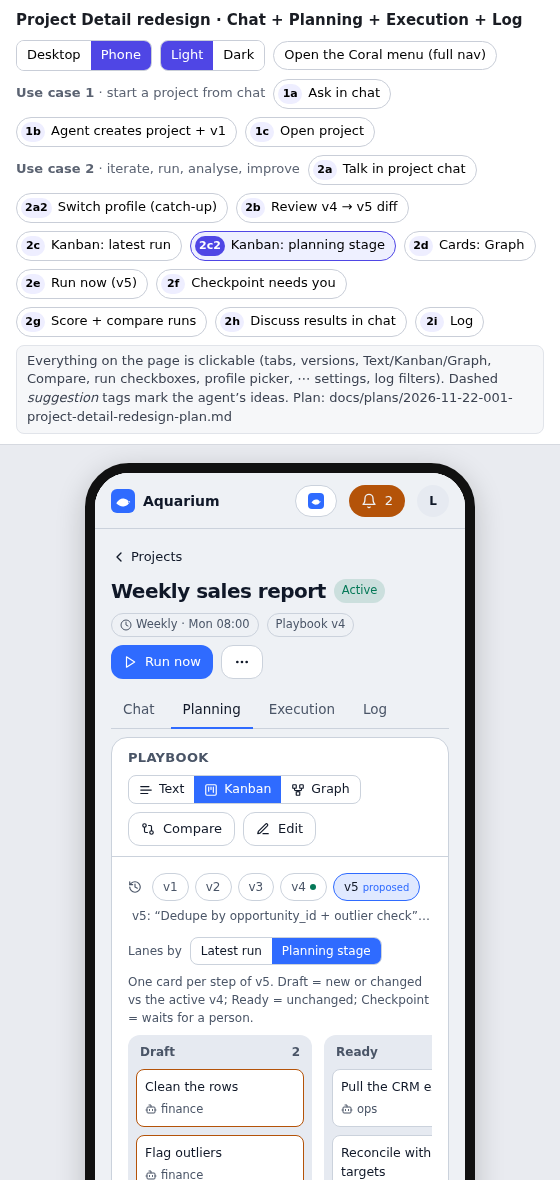 Project Detail redesign · Chat + Planning + Execution + Log
Desktop Phone Light Dark Open the Coral menu (full nav)
Use case 1 · start a project from chat 1a Ask in chat
1b Agent creates project + v1 1c Open project
Use case 2 · iterate, run, analyse, improve 2a Talk in project chat
2a2 Switch profile (catch-up) 2b Review v4 → v5 diff
2c Kanban: latest run 2c2 Kanban: planning stage 2d Cards: Graph
2e Run now (v5) 2f Checkpoint needs you
2g Score + compare runs 2h Discuss results in chat 2i Log
Everything on the page is clickable (tabs, versions, Text/Kanban/Graph,
Compare, run checkboxes, profile picker, ··· settings, log filters). Dashed
suggestion tags mark the agent’s ideas. Plan: docs/plans/2026-11-22-001-
project-detail-redesign-plan.md
Aquarium 2 L
Projects
Weekly sales report Active
Weekly · Mon 08:00 Playbook v4
Run now ···
Chat Planning Execution Log
PLAYBOOK
Text Kanban Graph
Compare Edit
v1 v2 v3 v4 v5 proposed
v5: “Dedupe by opportunity_id + outlier check”…
Lanes by Latest run Planning stage
One card per step of v5. Draft = new or changed
vs the active v4; Ready = unchanged; Checkpoint
= waits for a person.
Draft 2 Ready
Clean the rows Pull the CRM e
finance ops
Flag outliers Reconcile with
finance targets